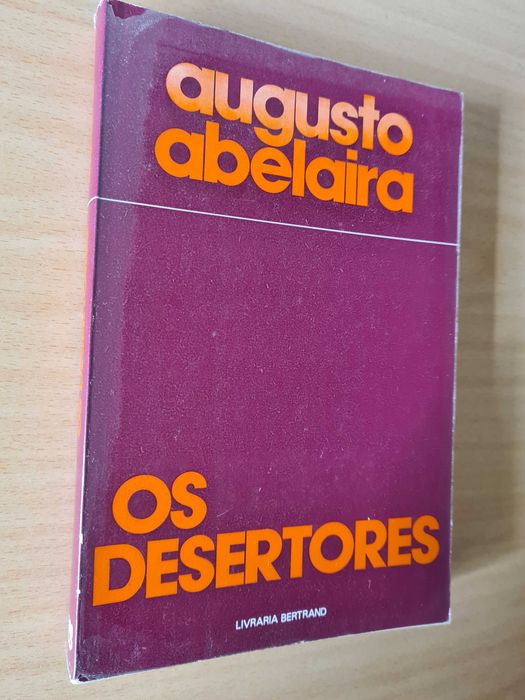 augusto
abelaira
OS
DESERTORES
LIVRARIA BERTRAND